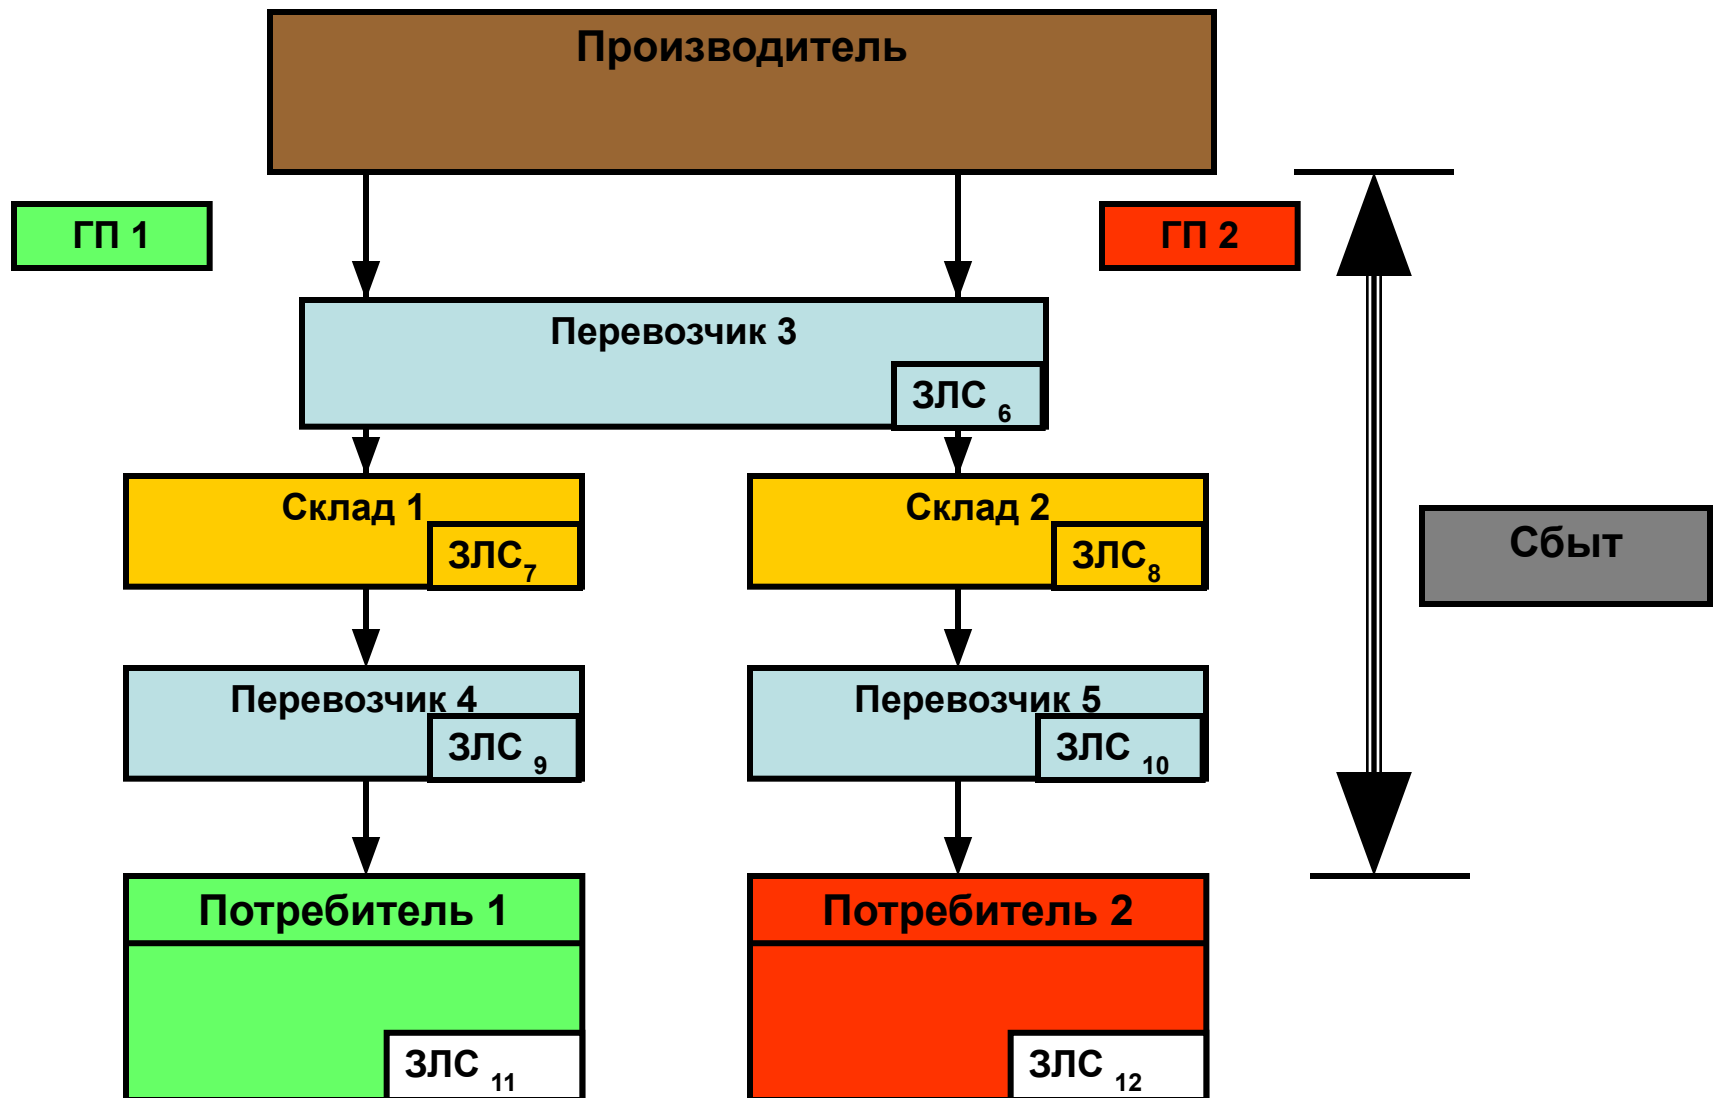 Производитель
ГП 1
ГП 2
Перевозчик 3
ЗЛС 6
Склад 1
ЗЛС7
Склад 2
ЗЛС8
Сбыт
Перевозчик 4
ЗЛС 9
Перевозчик 5
ЗЛС 10
Потребитель 1
ЗЛС 11
Потребитель 2
ЗЛС 12